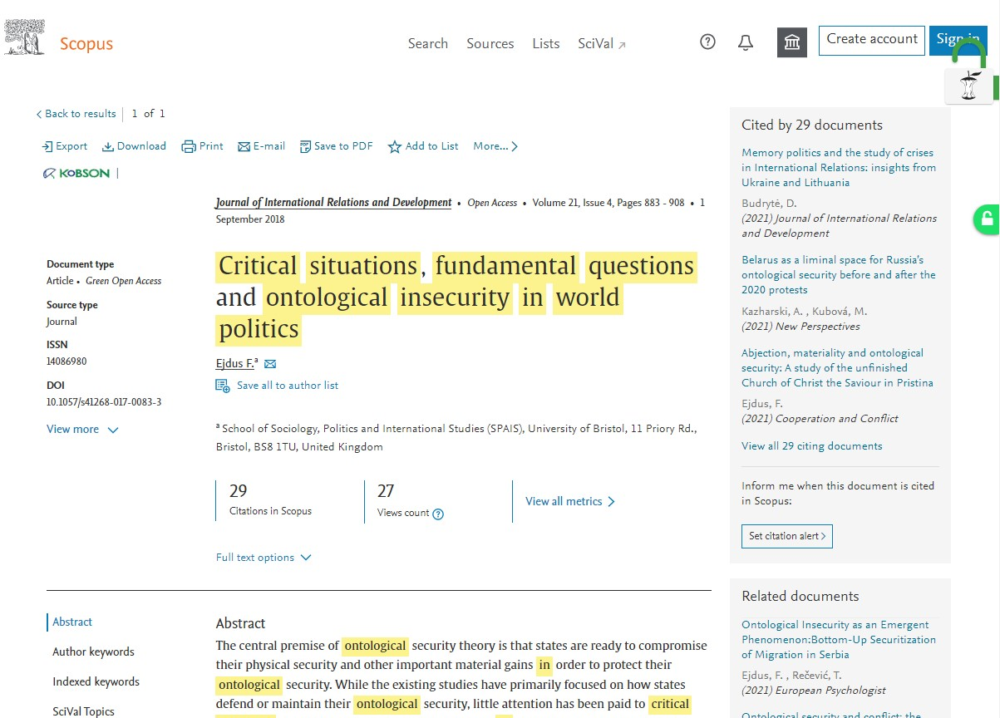 Scopus
Search Sources Lists SciVal ↗
Create account
Sign in
Back to results 1 of 1
Export Download Print E-mail Save to PDF Add to List More...
KOBSON |
Journal of International Relations and Development • Open Access • Volume 21, Issue 4, Pages 883 - 908 • 1
September 2018
Document type
Article • Green Open Access
Source type
Journal
ISSN
14086980
DOI
10.1057/s41268-017-0083-3
View more
Critical situations, fundamental questions
and ontological insecurity in world
politics
Ejdus F.ª
Save all to author list
ª School of Sociology, Politics and International Studies (SPAIS), University of Bristol, 11 Priory Rd.,
Bristol, BS8 1TU, United Kingdom
29
Citations in Scopus
27
Views count
View all metrics
Full text options
Abstract
Author keywords
Indexed keywords
SciVal Topics
Abstract
The central premise of ontological security theory is that states are ready to compromise
their physical security and other important material gains in order to protect their
ontological security. While the existing studies have primarily focused on how states
defend or maintain their ontological security, little attention has been paid to critical
Cited by 29 documents
Memory politics and the study of crises
in International Relations: insights from
Ukraine and Lithuania
Budrytė, D.
(2021) Journal of International Relations
and Development
Belarus as a liminal space for Russia's
ontological security before and after the
2020 protests
Kazharski, A. , Kubová, M.
(2021) New Perspectives
Abjection, materiality and ontological
security: A study of the unfinished
Church of Christ the Saviour in Pristina
Ejdus, F.
(2021) Cooperation and Conflict
View all 29 citing documents
Inform me when this document is cited
in Scopus:
Set citation alert
Related documents
Ontological Insecurity as an Emergent
Phenomenon:Bottom-Up Securitization
of Migration in Serbia
Ejdus, F. , Rečević, T.
(2021) European Psychologist
Ontological security and conflict: the